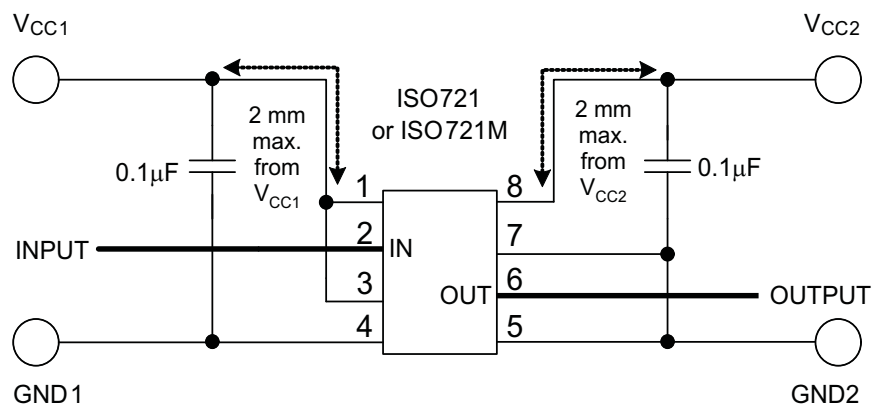 VCC1
VCC2
ISO721
or ISO721M
2 mm
max.
from
VCC1
2 mm
max.
from
VCC2
0.1μF
0.1μF
1
8
INPUT
2
IN
7
3
6
OUT
OUTPUT
4
5
GND1
GND2